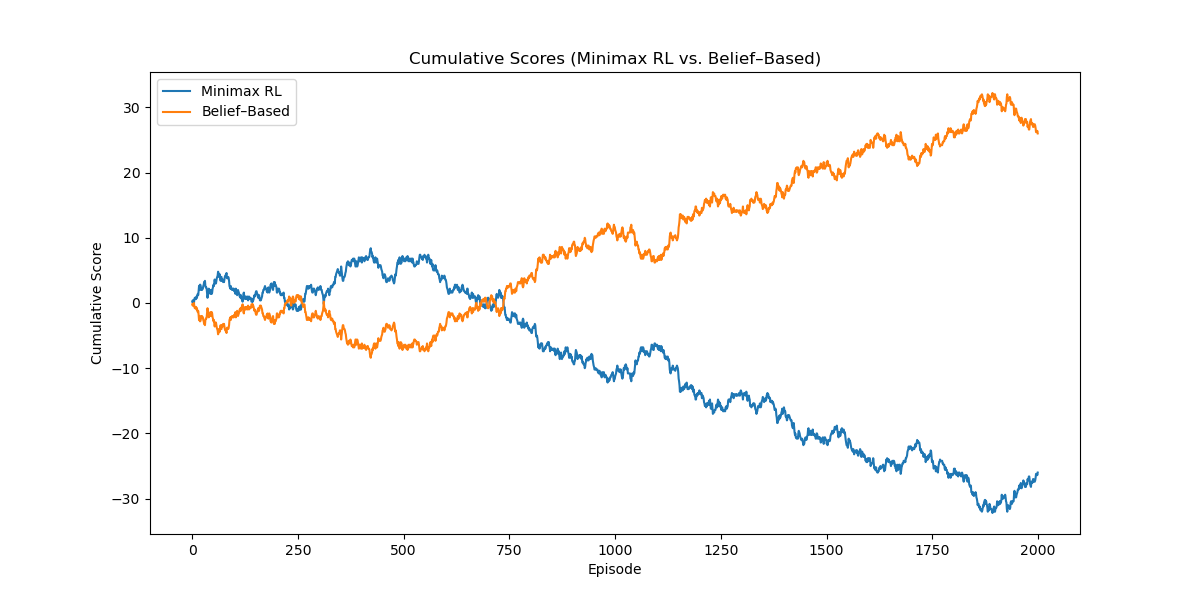 Cumulative Scores (Minimax RL vs. Belief–Based)
Minimax RL
Belief–Based
Cumulative Score
30
20
10
0
−10
−20
−30
0 250 500 750 1000 1250 1500 1750 2000
Episode